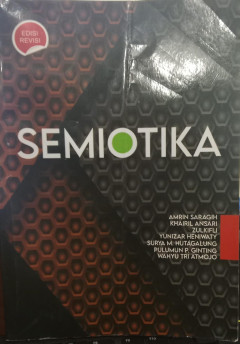 EDISI
REVISI
SEMIOTIKA
AMRIN SARAGIH
KHAIRIL ANSARI
ZULKIFLI
YUNIZAR HENIWATY
SURYA M. HUTAGALUNG
PULUMUN P. GINTING
WAHYU TRI ATMOJO